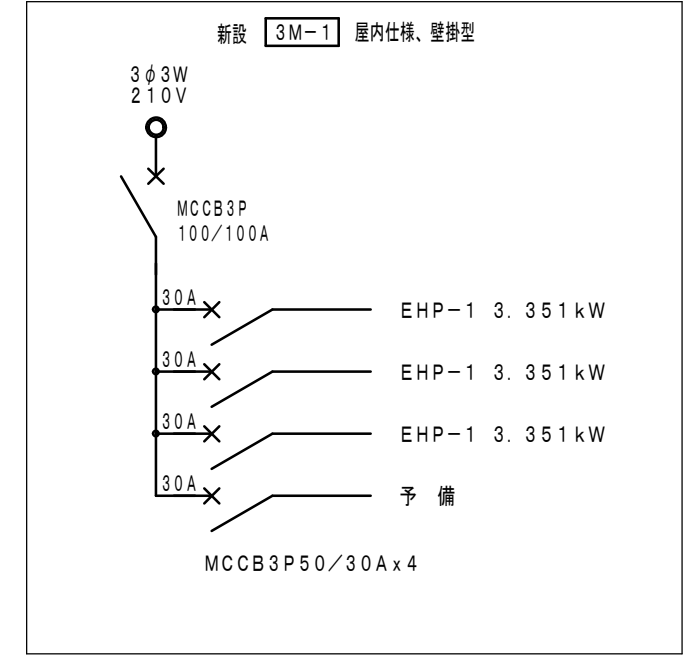 新設 3M-1 屋内仕様、壁掛型
3φ3W
210V
MCCB3P
100/100A
30A EHP-1 3.351kW
30A EHP-1 3.351kW
30A EHP-1 3.351kW
30A 予 備
MCCB3P50/30Ax4